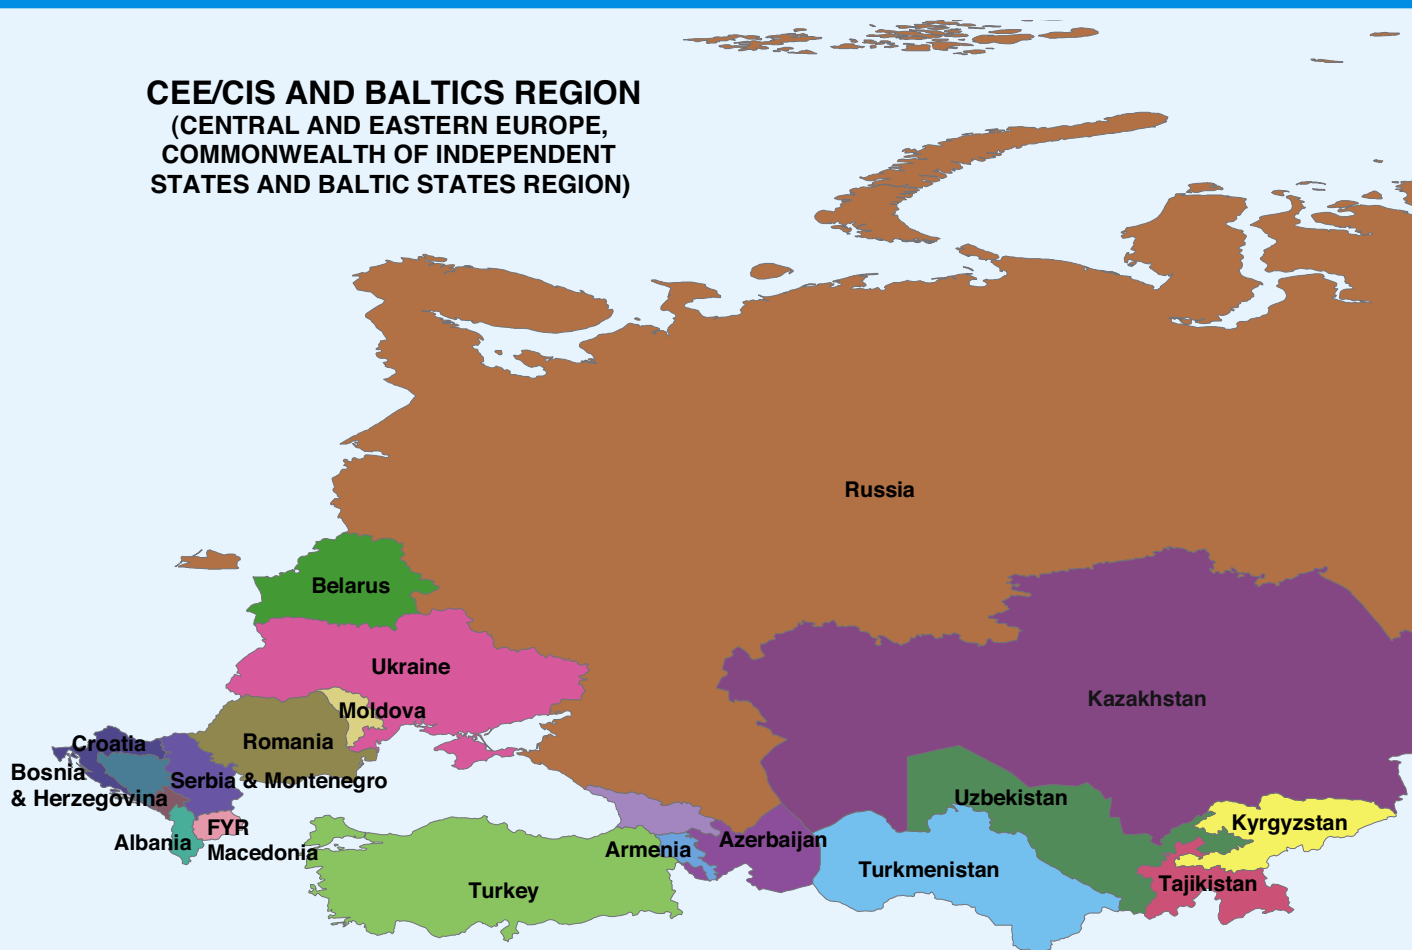 CEE/CIS AND BALTICS REGION
(CENTRAL AND EASTERN EUROPE,
COMMONWEALTH OF INDEPENDENT
STATES AND BALTIC STATES REGION)
Russia
Belarus
Ukraine
Kazakhstan
Moldova
Croatia
Romania
Bosnia
& Herzegovina
Serbia & Montenegro
Uzbekistan
Kyrgyzstan
FYR
Macedonia
Albania
Armenia
Azerbaijan
Turkmenistan
Tajikistan
Turkey